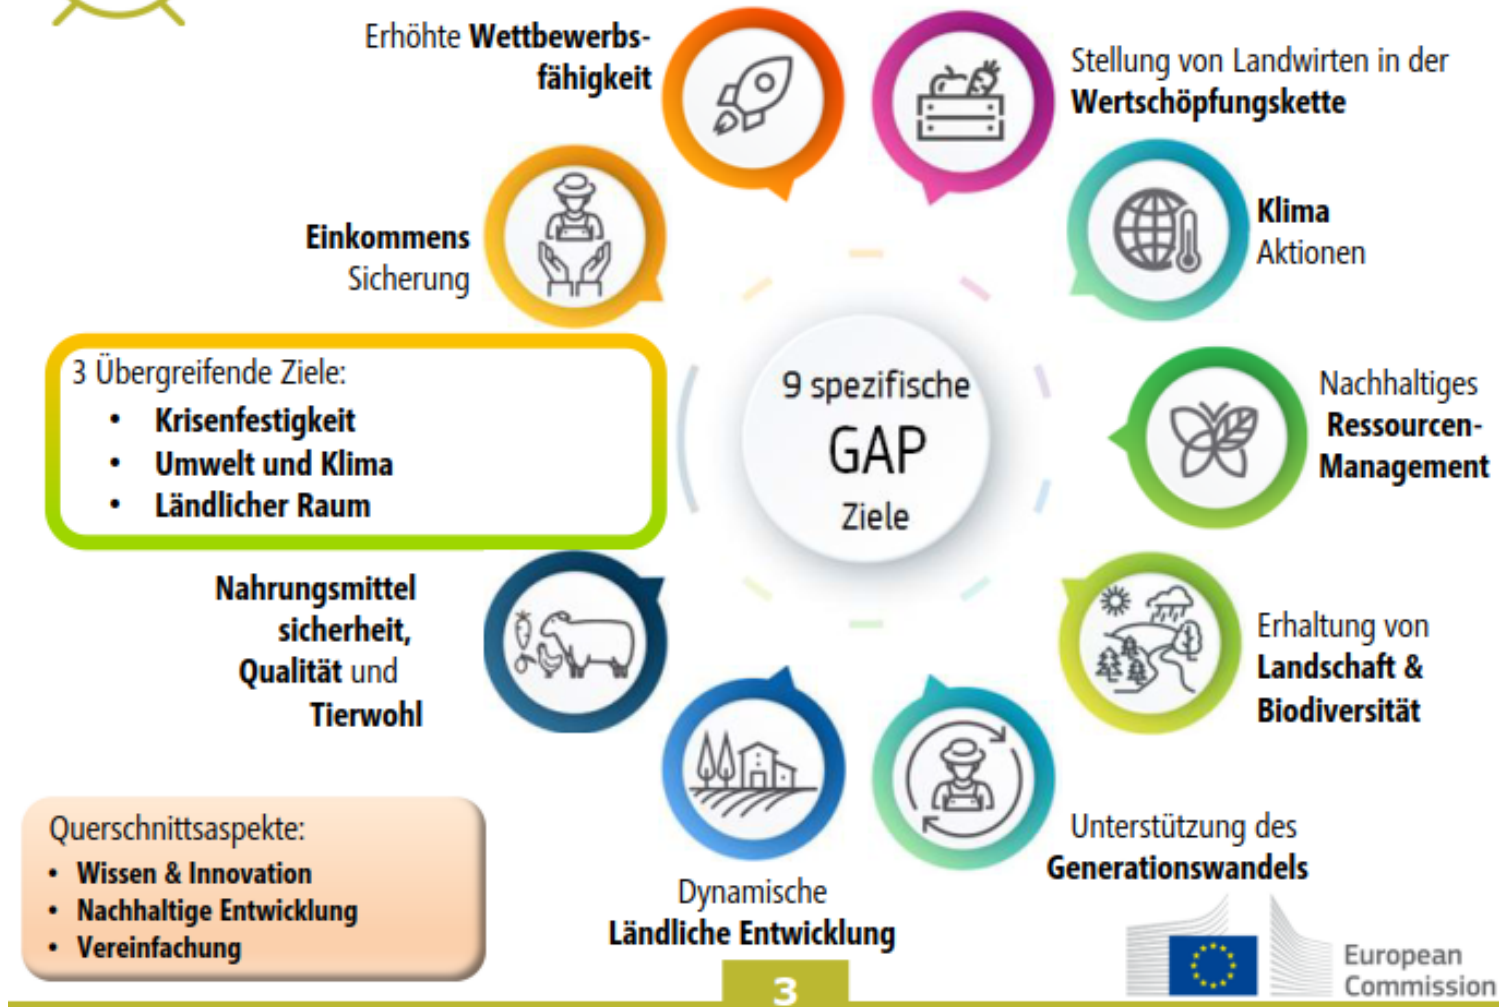 Erhöhte Wettbewerbs-
fähigkeit
Stellung von Landwirten in der
Wertschöpfungskette
Einkommens
Sicherung
Klima
Aktionen
3 Übergreifende Ziele:
• Krisenfestigkeit
• Umwelt und Klima
• Ländlicher Raum
9 spezifische
GAP
Ziele
Nachhaltiges
Ressourcen-
Management
Nahrungsmittel
sicherheit,
Qualität und
Tierwohl
Erhaltung von
Landschaft &
Biodiversität
Querschnittsaspekte:
• Wissen & Innovation
• Nachhaltige Entwicklung
• Vereinfachung
Dynamische
Ländliche Entwicklung
Unterstützung des
Generationswandels
European
Commission
3